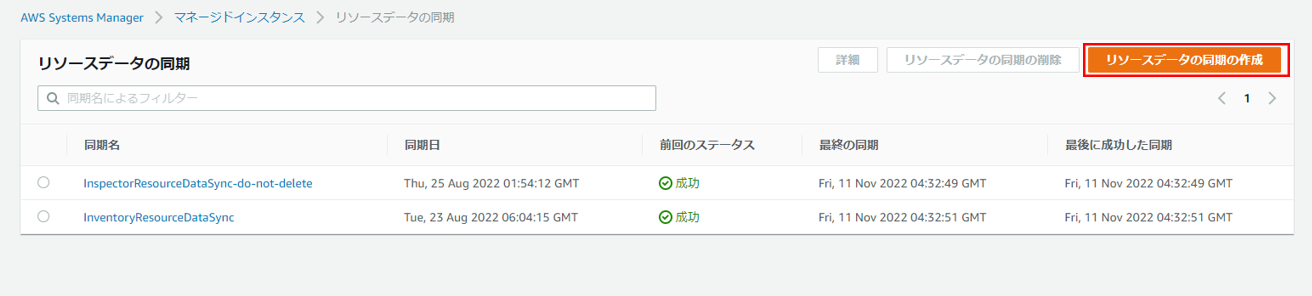 AWS Systems Manager > マネージドインスタンス > リソースデータの同期
リソースデータの同期
詳細 リソースデータの同期の削除 リソースデータの同期の作成
同期名によるフィルター
< 1 >
同期名 同期日 前回のステータス 最終の同期 最後に成功した同期
InspectorResourceDataSync-do-not-delete Thu, 25 Aug 2022 01:54:12 GMT 成功 Fri, 11 Nov 2022 04:32:49 GMT Fri, 11 Nov 2022 04:32:49 GMT
InventoryResourceDataSync Tue, 23 Aug 2022 06:04:15 GMT 成功 Fri, 11 Nov 2022 04:32:51 GMT Fri, 11 Nov 2022 04:32:51 GMT